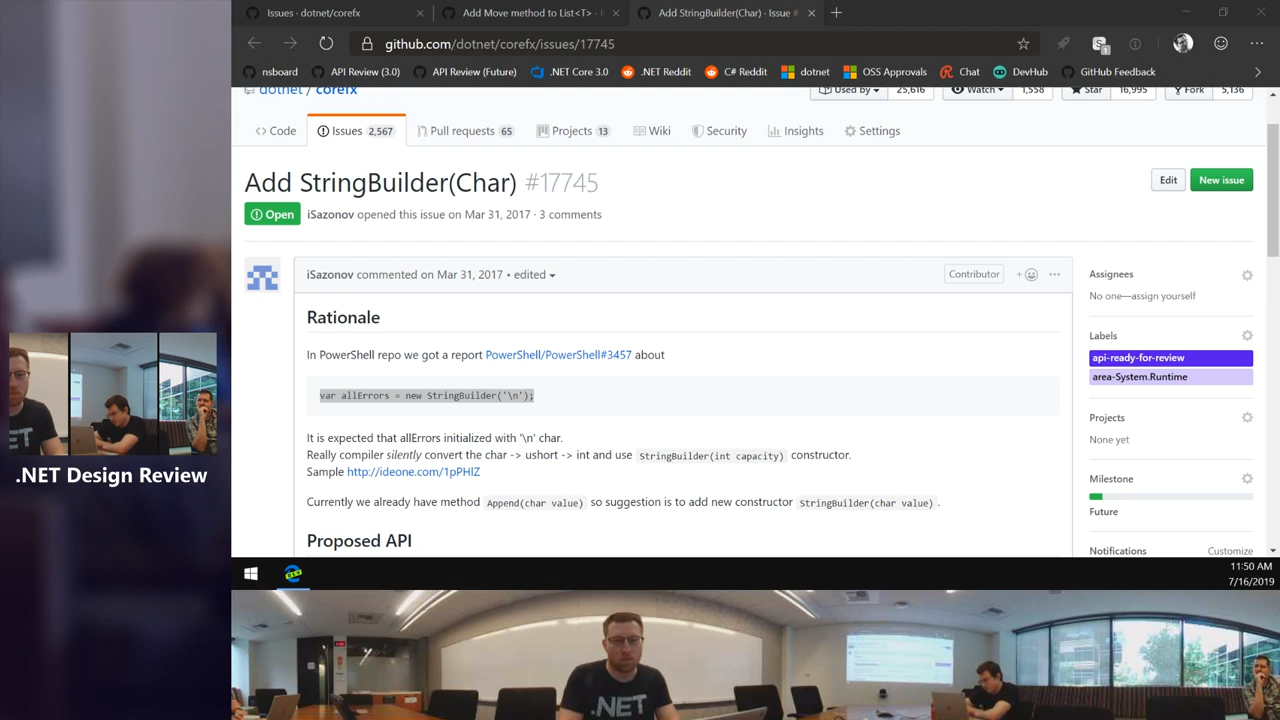 Issues · dotnet/corefx
Add Move method to List<T> ·
Add StringBuilder(Char) · Issue #
github.com/dotnet/corefx/issues/17745
nsboard
API Review (3.0)
API Review (Future)
.NET Core 3.0
.NET Reddit
C# Reddit
dotnet
OSS Approvals
Chat
DevHub
GitHub Feedback
dotnet / corefx
Used by 25,616
Watch 1,558
Star 16,995
Fork 5,136
Code
Issues 2,567
Pull requests 65
Projects 13
Wiki
Security
Insights
Settings
Add StringBuilder(Char) #17745
Edit
New issue
Open
iSazonov opened this issue on Mar 31, 2017 · 3 comments
iSazonov commented on Mar 31, 2017 • edited
Contributor
Rationale
In PowerShell repo we got a report PowerShell/PowerShell#3457 about
var allErrors = new StringBuilder('\n');
It is expected that allErrors initialized with '\n' char.
Really compiler silently convert the char -> ushort -> int and use StringBuilder(int capacity) constructor.
Sample http://ideone.com/1pPHlZ
Currently we already have method Append(char value) so suggestion is to add new constructor StringBuilder(char value) .
Proposed API
Assignees
No one—assign yourself
Labels
api-ready-for-review
area-System.Runtime
Projects
None yet
Milestone
Future
Notifications
Customize
11:50 AM
7/16/2019
.NET Design Review
.NET